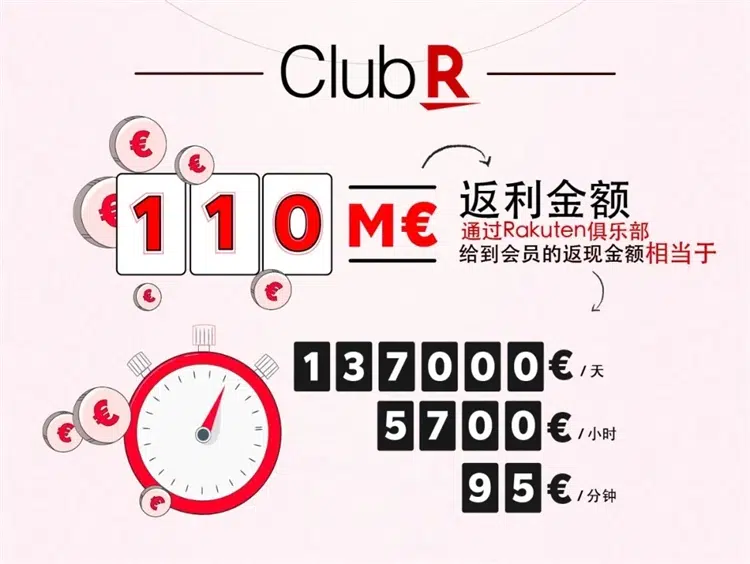 Club R
110 M€
返利金额
通过Rakuten俱乐部
给到会员的返现金额相当于
137000€ / 天
5700€ / 小时
95€ / 分钟